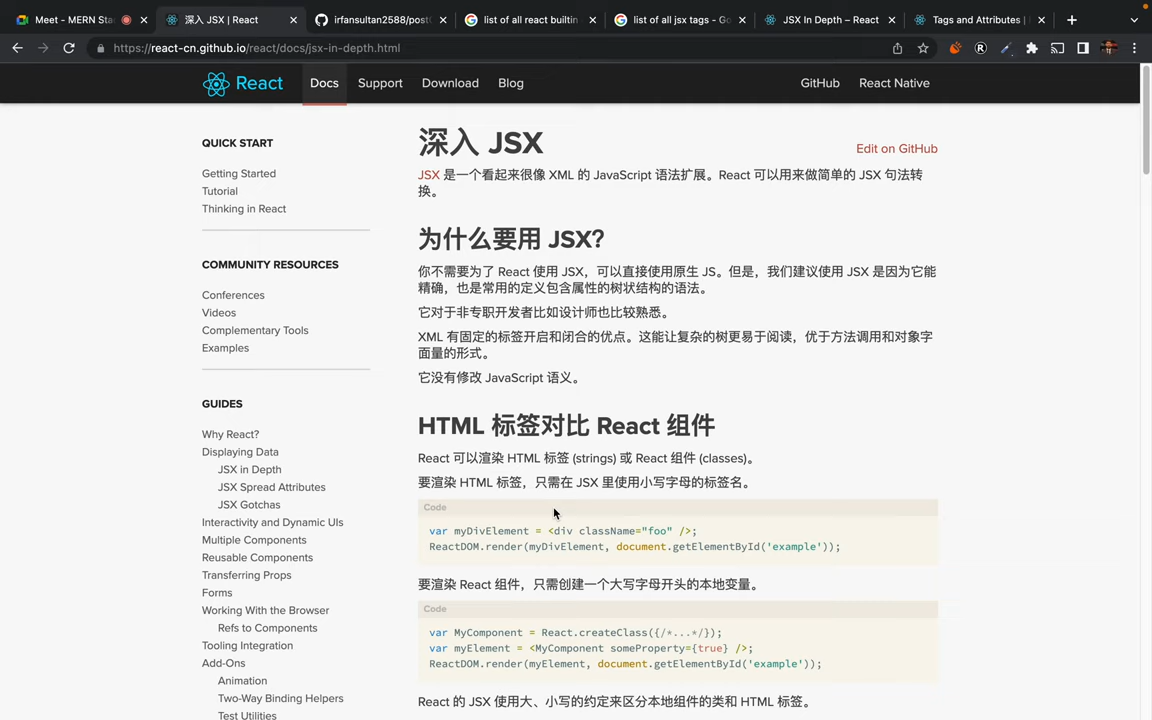 Meet - MERN Sta
深入 JSX | React
irfansultan2588/post
list of all react builtin
list of all jsx tags - Go
JSX In Depth – React
Tags and Attributes |
https://react-cn.github.io/react/docs/jsx-in-depth.html
React
Docs
Support
Download
Blog
GitHub
React Native
QUICK START
Getting Started
Tutorial
Thinking in React
COMMUNITY RESOURCES
Conferences
Videos
Complementary Tools
Examples
GUIDES
Why React?
Displaying Data
JSX in Depth
JSX Spread Attributes
JSX Gotchas
Interactivity and Dynamic UIs
Multiple Components
Reusable Components
Transferring Props
Forms
Working With the Browser
Refs to Components
Tooling Integration
Add-Ons
Animation
Two-Way Binding Helpers
Test Utilities
深入 JSX
Edit on GitHub
JSX 是一个看起来很像 XML 的 JavaScript 语法扩展。React 可以用来做简单的 JSX 句法转
换。
为什么要用 JSX?
你不需要为了 React 使用 JSX，可以直接使用原生 JS。但是，我们建议使用 JSX 是因为它能
精确，也是常用的定义包含属性的树状结构的语法。
它对于非专职开发者比如设计师也比较熟悉。
XML 有固定的标签开启和闭合的优点。这能让复杂的树更易于阅读，优于方法调用和对象字
面量的形式。
它没有修改 JavaScript 语义。
HTML 标签对比 React 组件
React 可以渲染 HTML 标签 (strings) 或 React 组件 (classes)。
要渲染 HTML 标签，只需在 JSX 里使用小写字母的标签名。
Code
var myDivElement = <div className="foo" />;
ReactDOM.render(myDivElement, document.getElementById('example'));
要渲染 React 组件，只需创建一个大写字母开头的本地变量。
Code
var MyComponent = React.createClass({/*...*/});
var myElement = <MyComponent someProperty={true} />;
ReactDOM.render(myElement, document.getElementById('example'));
React 的 JSX 使用大、小写的约定来区分本地组件的类和 HTML 标签。